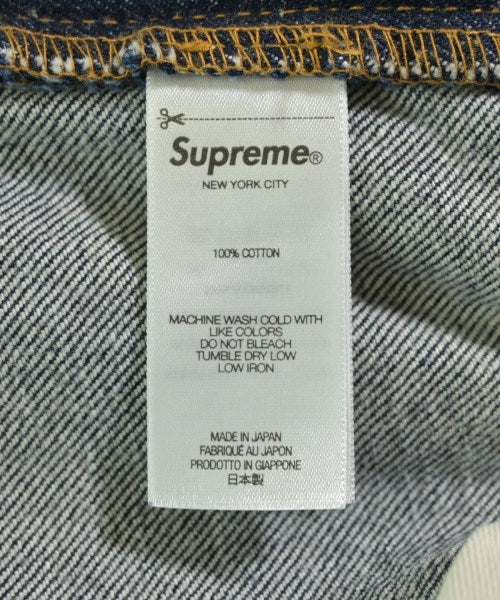 Supreme®
NEW YORK CITY
100% COTTON
MACHINE WASH COLD WITH
LIKE COLORS
DO NOT BLEACH
TUMBLE DRY LOW
LOW IRON
MADE IN JAPAN
FABRIQUÉ AU JAPON
PRODOTTO IN GIAPPONE
日本製